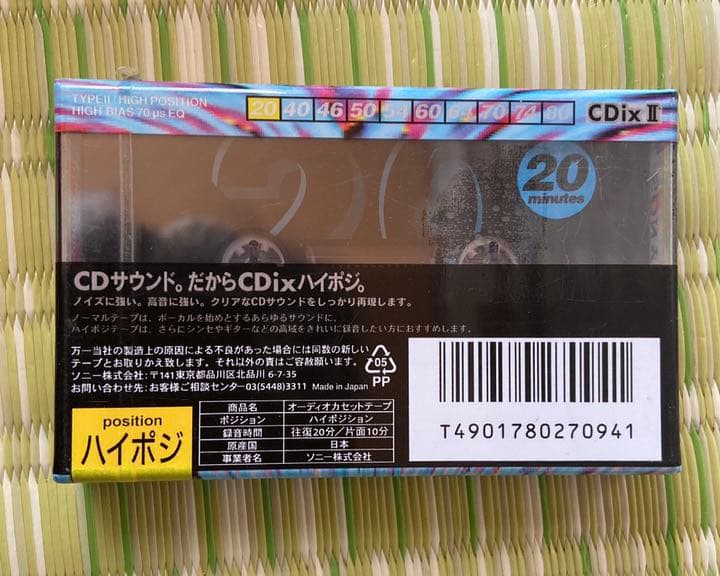 TYPEII / HIGH POSITION
HIGH BIAS 70 μs EQ
20 40 46 50 54 60 64 70 74 80
CDix II
20
20
minutes
CDサウンド。だからCDixハイポジ。
ノイズに強い。高音に強い。クリアなCDサウンドをしっかり再現します。
ノーマルテープは、ボーカルを始めとするあらゆるサウンドに、
ハイポジテープは、さらにシンセやギターなどの高域をきれいに録音したい方におすすめします。
万一当社の製造上の原因による不良があった場合には同数の新しい
テープとお取りかえ致します。それ以外の責はご容赦願います。
ソニー株式会社:〒141東京都品川区北品川 6-7-35
お問い合わせ先:お客様ご相談センター03(5448)3311 Made in Japan
05
PP
position
ハイポジ
商品名 オーディオカセットテープ
ポジション ハイポジション
録音時間 往復20分/片面10分
原産国 日本
事業者名 ソニー株式会社
T4901780270941